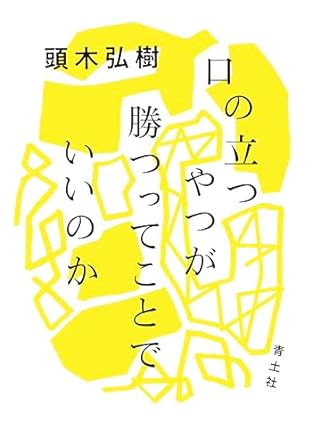 頭木弘樹
口の立つ
やつが
勝つってことで
いいのか
青土社